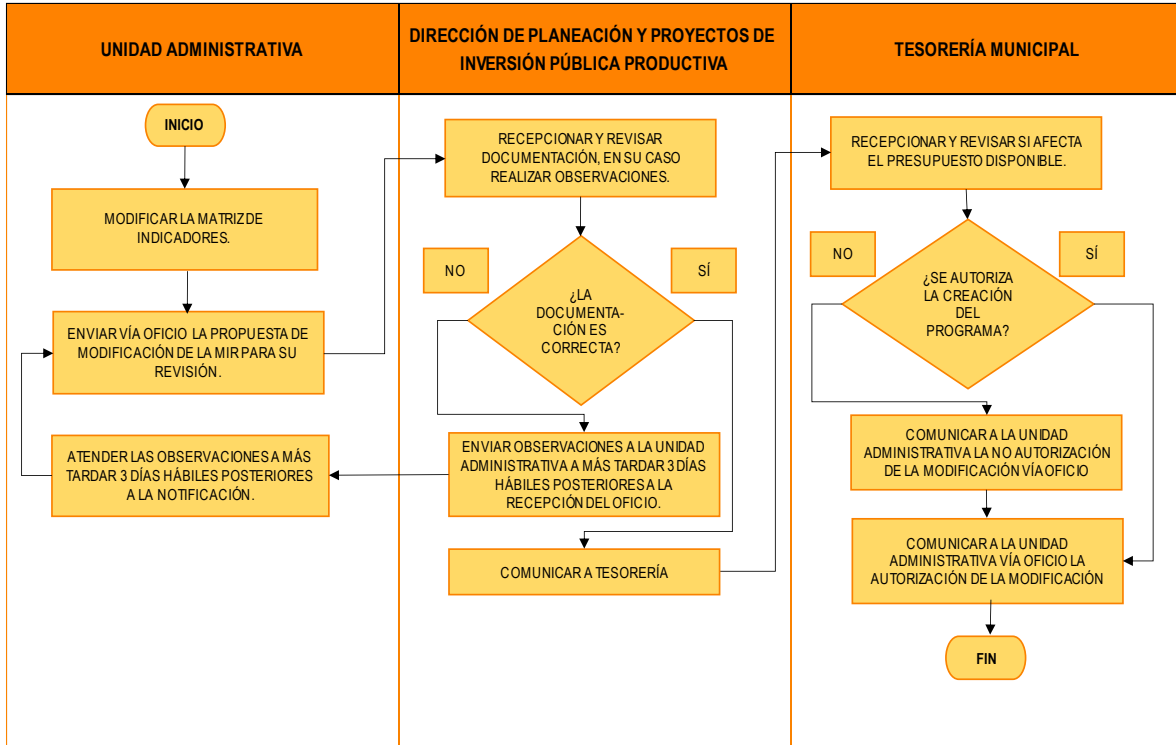 UNIDAD ADMINISTRATIVA
DIRECCIÓN DE PLANEACIÓN Y PROYECTOS DE
INVERSIÓN PÚBLICA PRODUCTIVA
TESORERÍA MUNICIPAL
INICIO
MODIFICAR LA MATRIZ DE
INDICADORES.
ENVIAR VÍA OFICIO LA PROPUESTA DE
MODIFICACIÓN DE LA MIR PARA SU
REVISIÓN.
ATENDER LAS OBSERVACIONES A MÁS
TARDAR 3 DÍAS HÁBILES POSTERIORES
A LA NOTIFICACIÓN.
RECEPCIONAR Y REVISAR
DOCUMENTACIÓN, EN SU CASO
REALIZAR OBSERVACIONES.
NO
SÍ
¿LA
DOCUMENTA-
CIÓN ES
CORRECTA?
ENVIAR OBSERVACIONES A LA UNIDAD
ADMINISTRATIVA A MÁS TARDAR 3 DÍAS
HÁBILES POSTERIORES A LA
RECEPCIÓN DEL OFICIO.
COMUNICAR A TESORERÍA
RECEPCIONAR Y REVISAR SI AFECTA
EL PRESUPUESTO DISPONIBLE.
NO
SÍ
¿SE AUTORIZA
LA CREACIÓN
DEL
PROGRAMA?
COMUNICAR A LA UNIDAD
ADMINISTRATIVA LA NO AUTORIZACIÓN
DE LA MODIFICACIÓN VÍA OFICIO
COMUNICAR A LA UNIDAD
ADMINISTRATIVA VÍA OFICIO LA
AUTORIZACIÓN DE LA MODIFICACIÓN
FIN